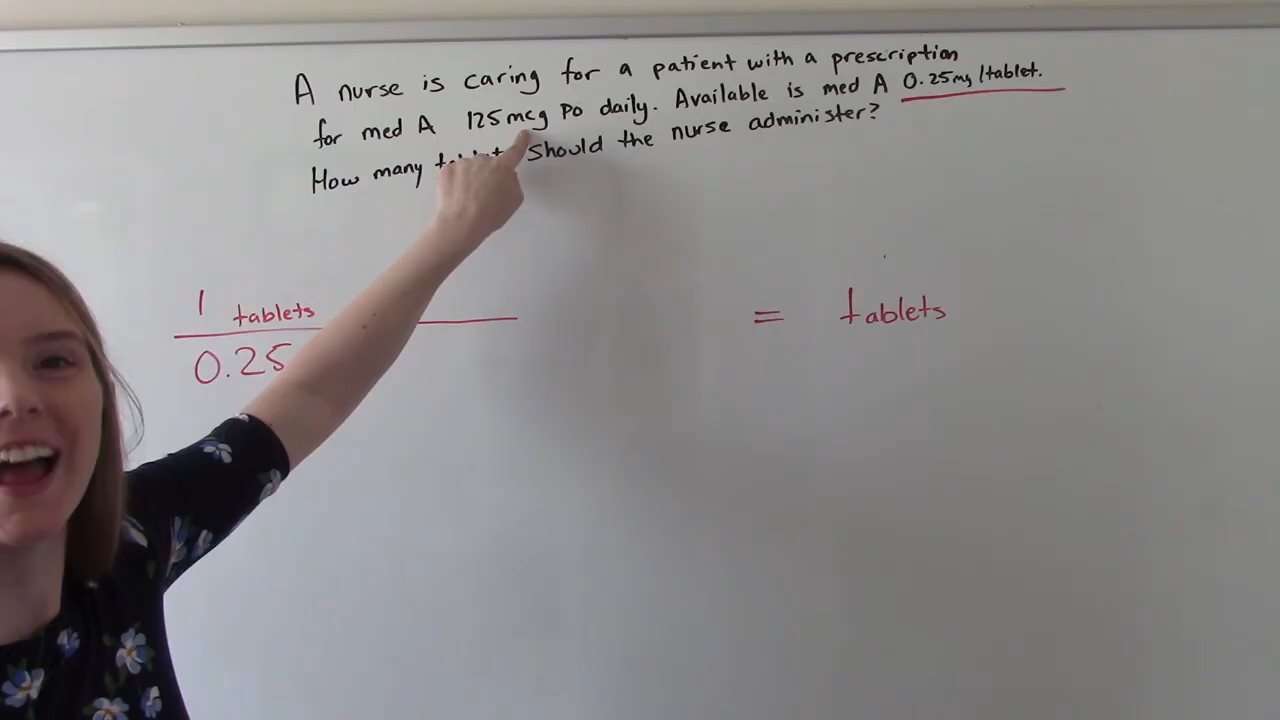 A nurse is caring for a patient with a prescription
for med A 125mcg PO daily. Available is med A 0.25mg/tablet.
How many should the nurse administer?
1 tablets
0.25
= tablets